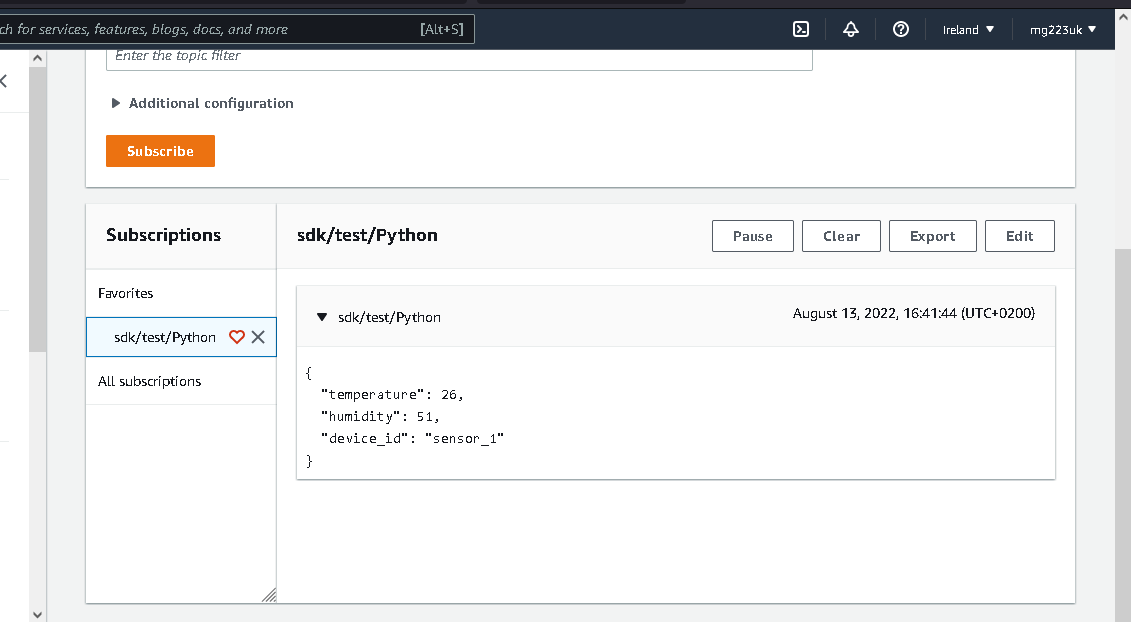 ch for services, features, blogs, docs, and more [Alt+S] Ireland ▼ mg223uk ▼
Enter the topic filter
Additional configuration
Subscribe
Subscriptions
sdk/test/Python
Pause Clear Export Edit
Favorites
sdk/test/Python
All subscriptions
sdk/test/Python August 13, 2022, 16:41:44 (UTC+0200)
{
"temperature": 26,
"humidity": 51,
"device_id": "sensor_1"
}